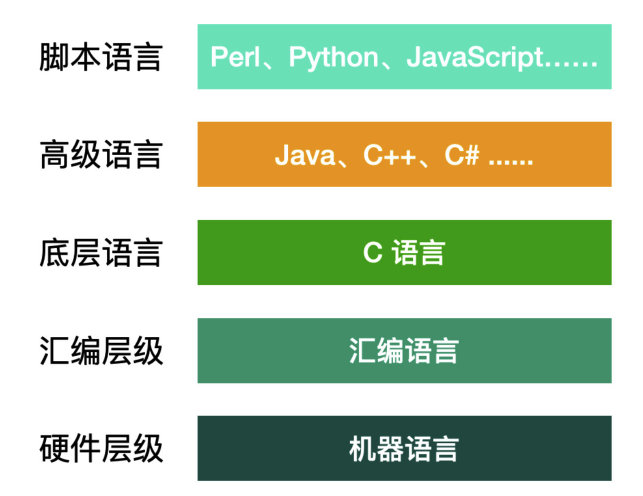 脚本语言 Perl、Python、JavaScript……
高级语言 Java、C++、C# ......
底层语言 C 语言
汇编层级 汇编语言
硬件层级 机器语言